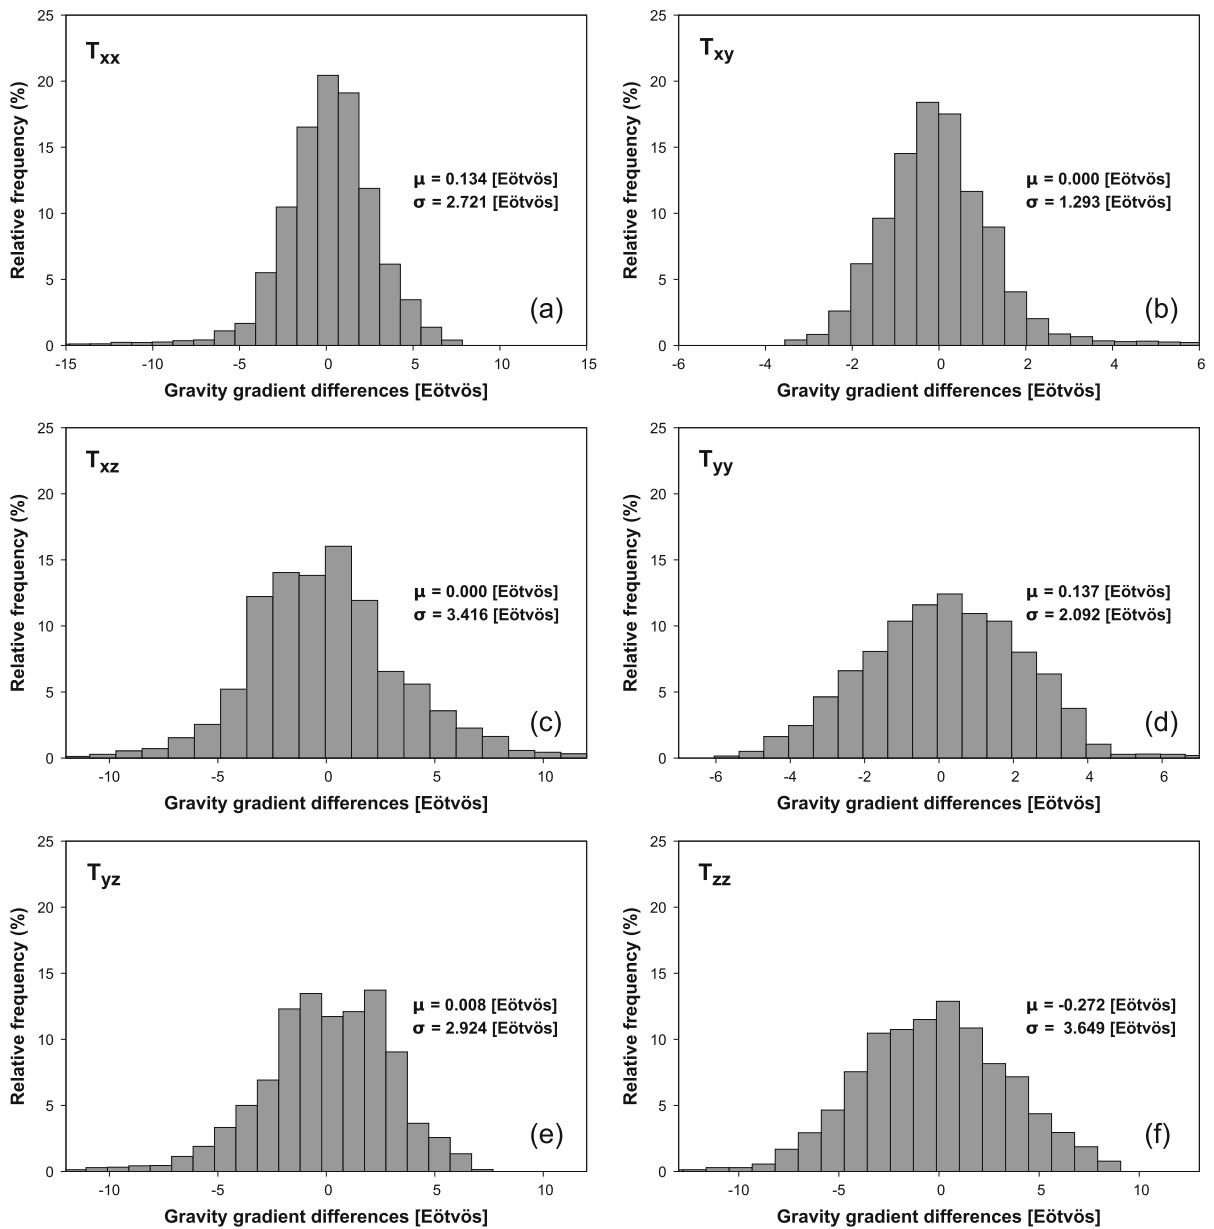 T_xx
Relative frequency (%)
25
20
15
10
5
0
μ = 0.134 [Eötvös]
σ = 2.721 [Eötvös]
(a)
-15 -10 -5 0 5 10 15
Gravity gradient differences [Eötvös]
T_xy
Relative frequency (%)
25
20
15
10
5
0
μ = 0.000 [Eötvös]
σ = 1.293 [Eötvös]
(b)
-6 -4 -2 0 2 4 6
Gravity gradient differences [Eötvös]
T_xz
Relative frequency (%)
25
20
15
10
5
0
μ = 0.000 [Eötvös]
σ = 3.416 [Eötvös]
(c)
-10 -5 0 5 10
Gravity gradient differences [Eötvös]
T_yy
Relative frequency (%)
25
20
15
10
5
0
μ = 0.137 [Eötvös]
σ = 2.092 [Eötvös]
(d)
-6 -4 -2 0 2 4 6
Gravity gradient differences [Eötvös]
T_yz
Relative frequency (%)
25
20
15
10
5
0
μ = 0.008 [Eötvös]
σ = 2.924 [Eötvös]
(e)
-10 -5 0 5 10
Gravity gradient differences [Eötvös]
T_zz
Relative frequency (%)
25
20
15
10
5
0
μ = -0.272 [Eötvös]
σ = 3.649 [Eötvös]
(f)
-10 -5 0 5 10
Gravity gradient differences [Eötvös]